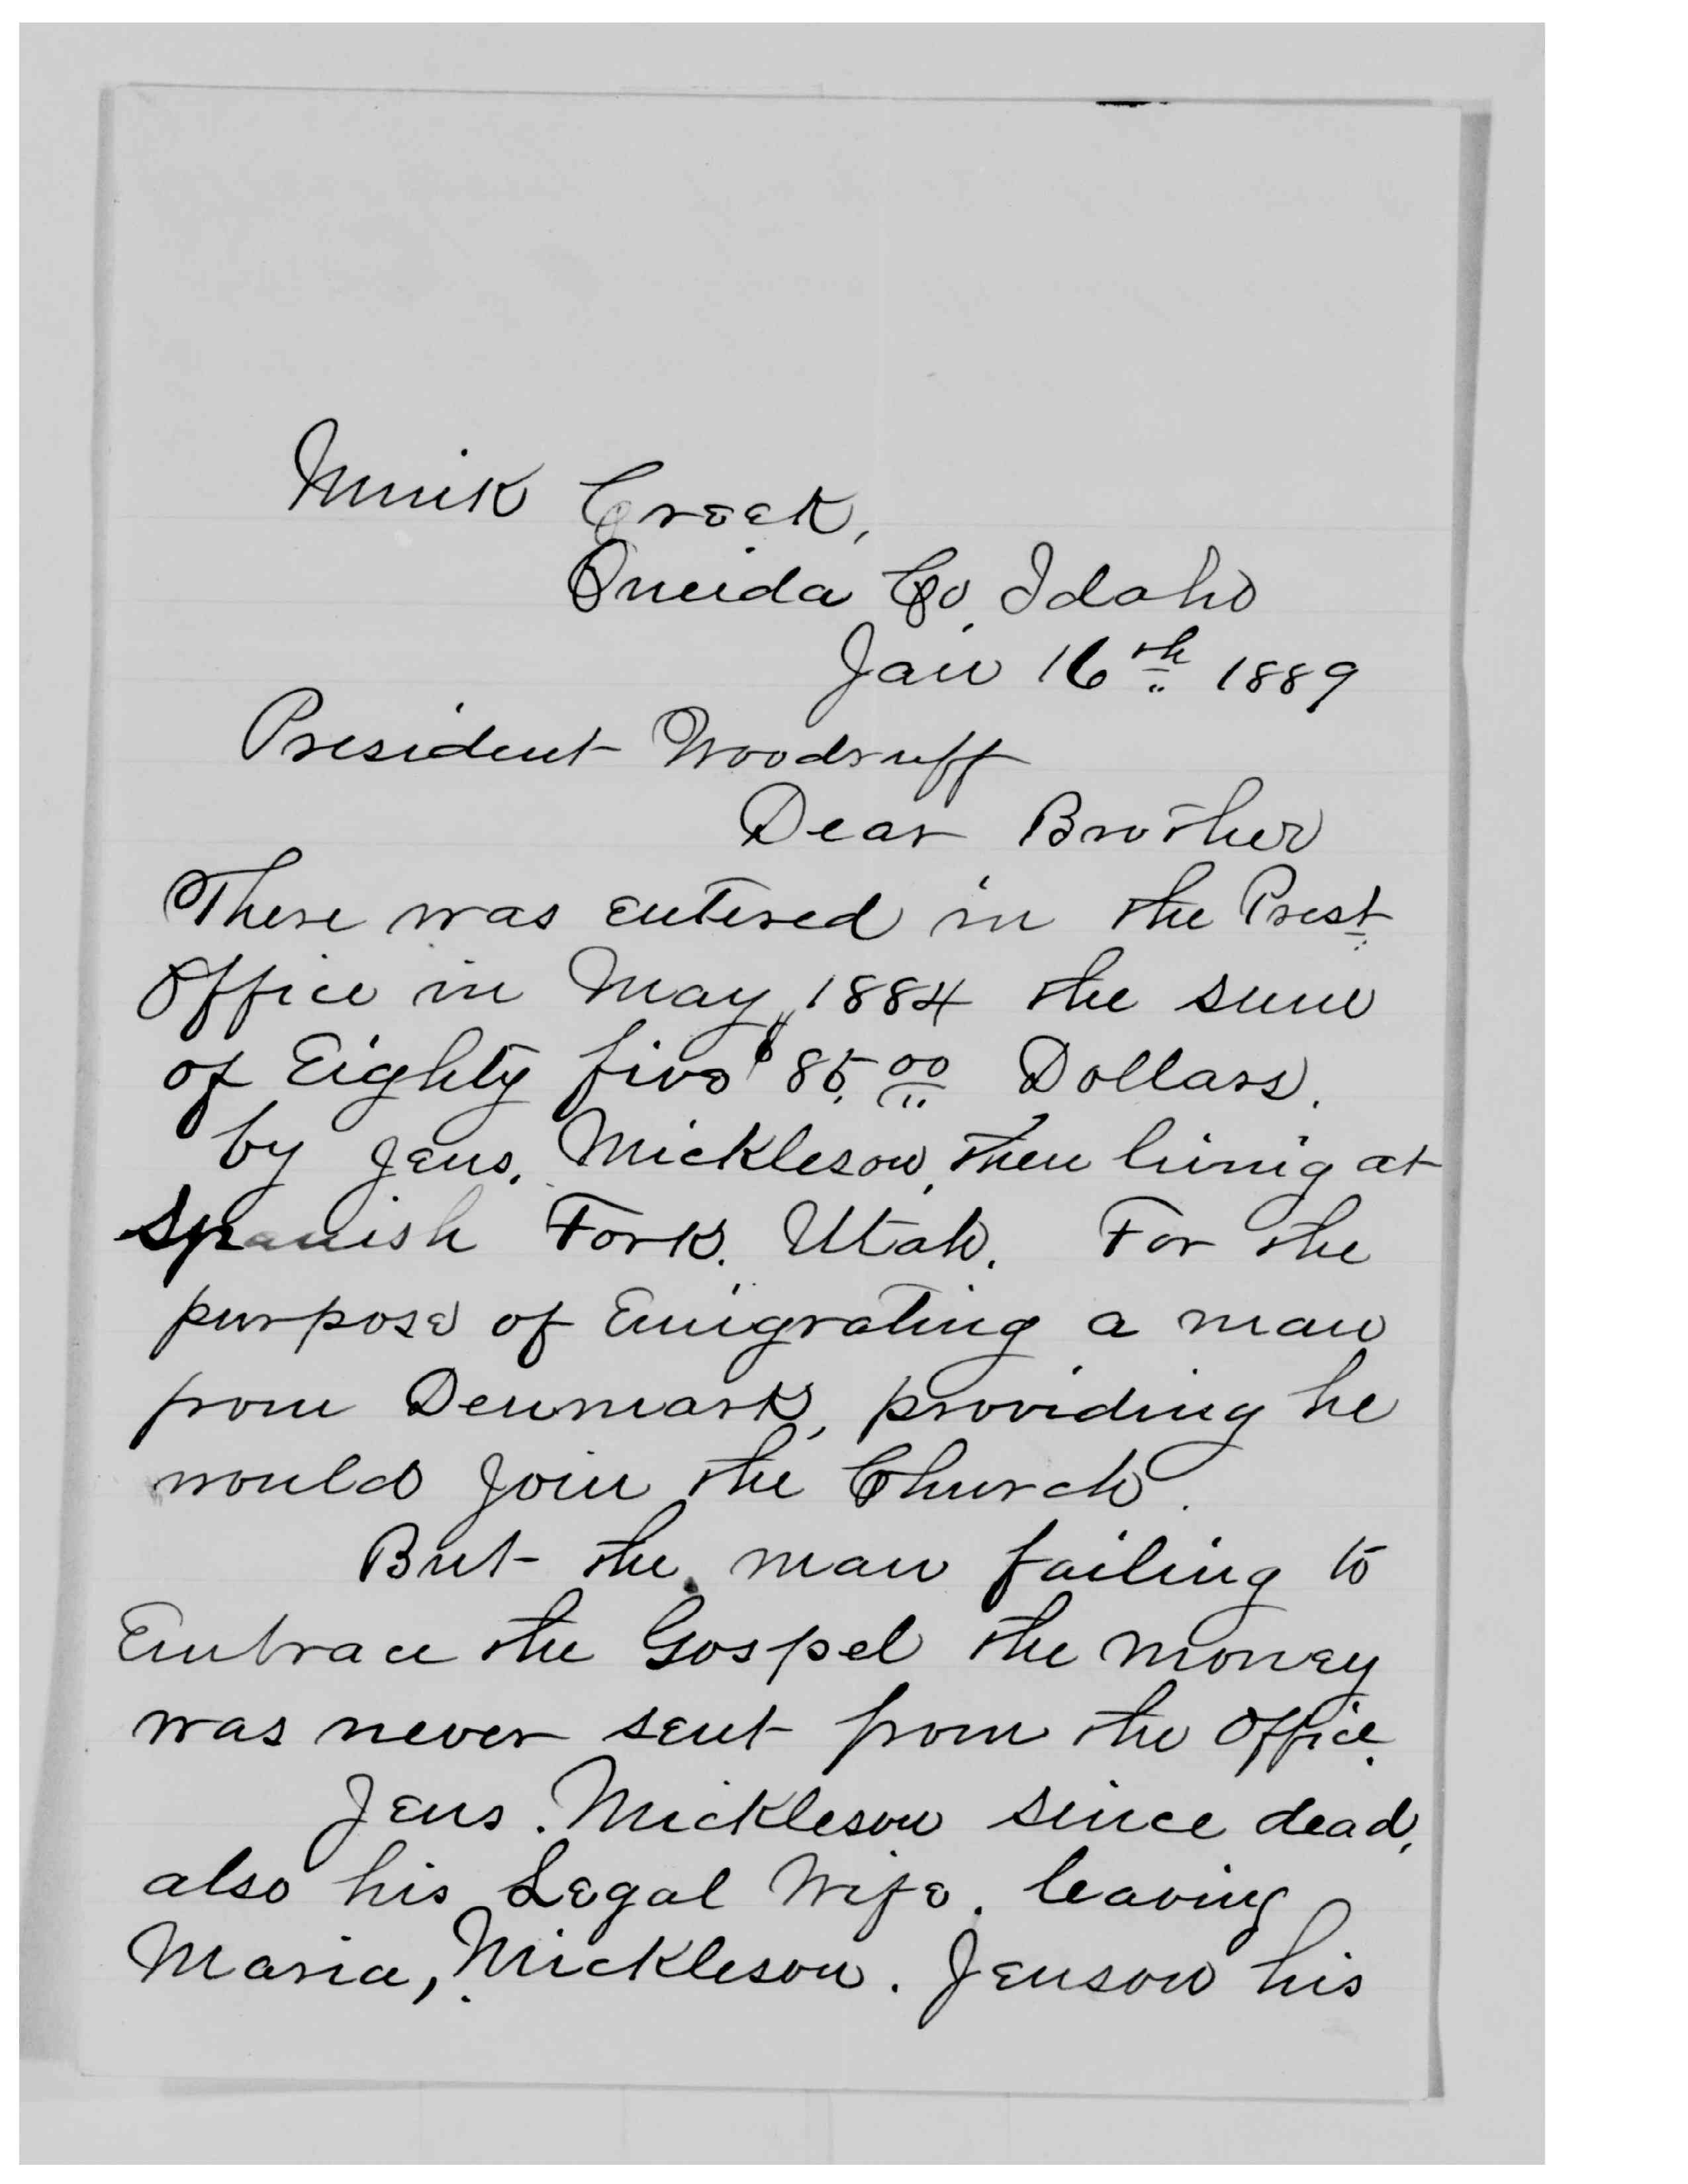 Mink Creek,
Oneida Co, Idaho
Jan 16th 1889
President Woodruff
Dear Brother
There was entered in the Prest
Office in May, 1884 the sum
of Eighty five $85,00 Dollars.
by Jens, Mickleson, then living at
Spanish Fork. Utah. For the
purpose of Emigrating a man
from Denmark, providing he
would Join the Church.
But the man failing to
Embrace the Gospel the money
was never sent from the Office.
Jens. Mickleson since dead,
also his Legal Wife. leaving
Maria, Mickleson. Jenson his